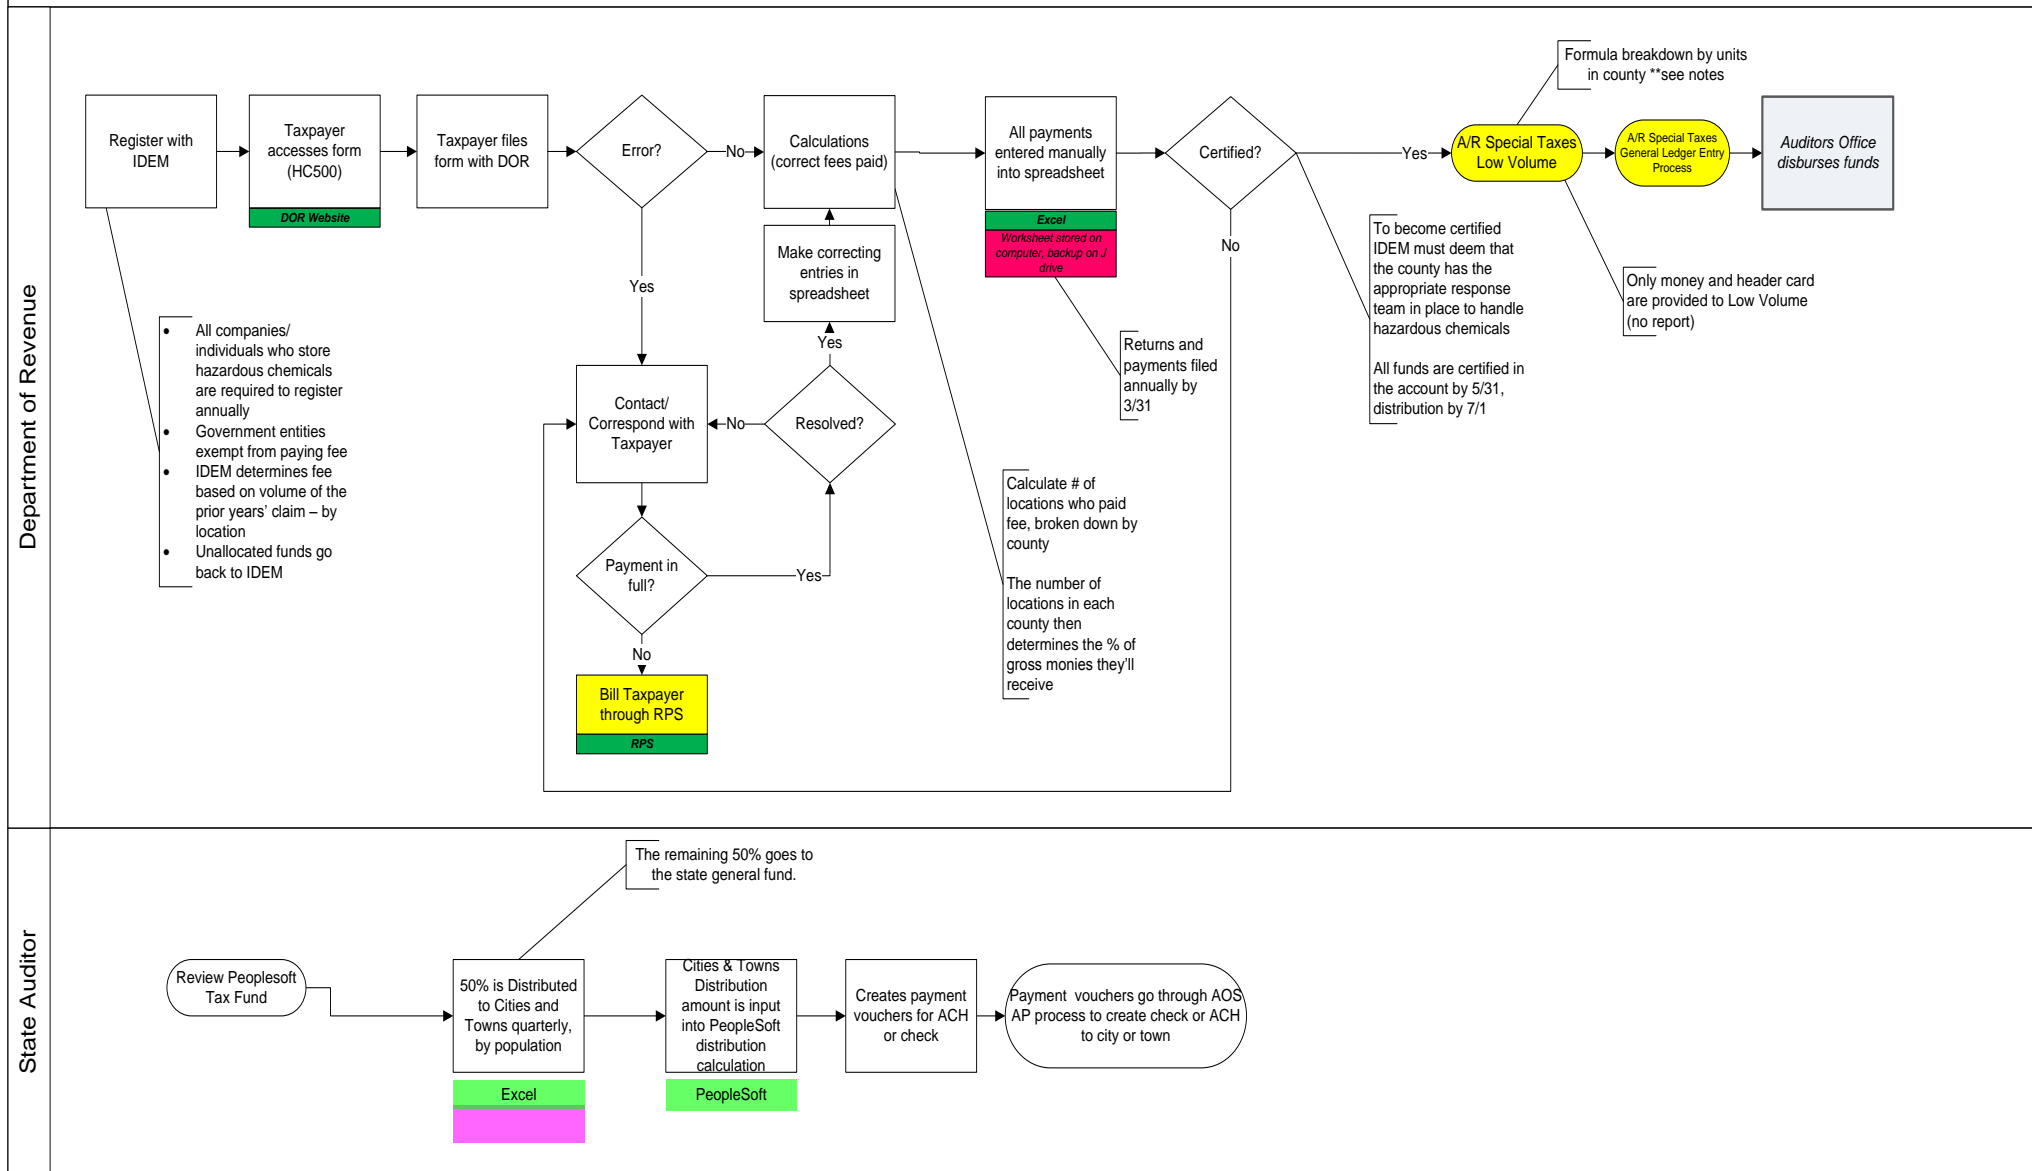 Department of Revenue
Register with
IDEM
Taxpayer
accesses form
(HC500)
DOR Website
Taxpayer files
form with DOR
Error?
No
Yes
Calculations
(correct fees paid)
All payments
entered manually
into spreadsheet
Excel
Worksheet stored on
computer, backup on J
drive
Certified?
Yes
No
A/R Special Taxes
Low Volume
A/R Special Taxes
General Ledger Entry
Process
Auditors Office
disburses funds
Formula breakdown by units
in county **see notes
Make correcting
entries in
spreadsheet
Yes
Resolved?
No
Contact/
Correspond with
Taxpayer
Payment in
full?
Yes
No
Bill Taxpayer
through RPS
RPS
• All companies/
individuals who store
hazardous chemicals
are required to register
annually
• Government entities
exempt from paying fee
• IDEM determines fee
based on volume of the
prior years’ claim – by
location
• Unallocated funds go
back to IDEM
Returns and
payments filed
annually by
3/31
Calculate # of
locations who paid
fee, broken down by
county
The number of
locations in each
county then
determines the % of
gross monies they’ll
receive
To become certified
IDEM must deem that
the county has the
appropriate response
team in place to handle
hazardous chemicals
All funds are certified in
the account by 5/31,
distribution by 7/1
Only money and header card
are provided to Low Volume
(no report)
State Auditor
The remaining 50% goes to
the state general fund.
Review Peoplesoft
Tax Fund
50% is Distributed
to Cities and
Towns quarterly,
by population
Excel
Cities & Towns
Distribution
amount is input
into PeopleSoft
distribution
calculation
PeopleSoft
Creates payment
vouchers for ACH
or check
Payment vouchers go through AOS
AP process to create check or ACH
to city or town